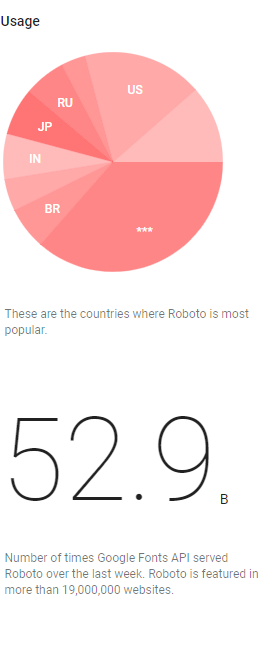 Usage
US
RU
JP
IN
BR
***
These are the countries where Roboto is most
popular.
52.9 B
Number of times Google Fonts API served
Roboto over the last week. Roboto is featured in
more than 19,000,000 websites.